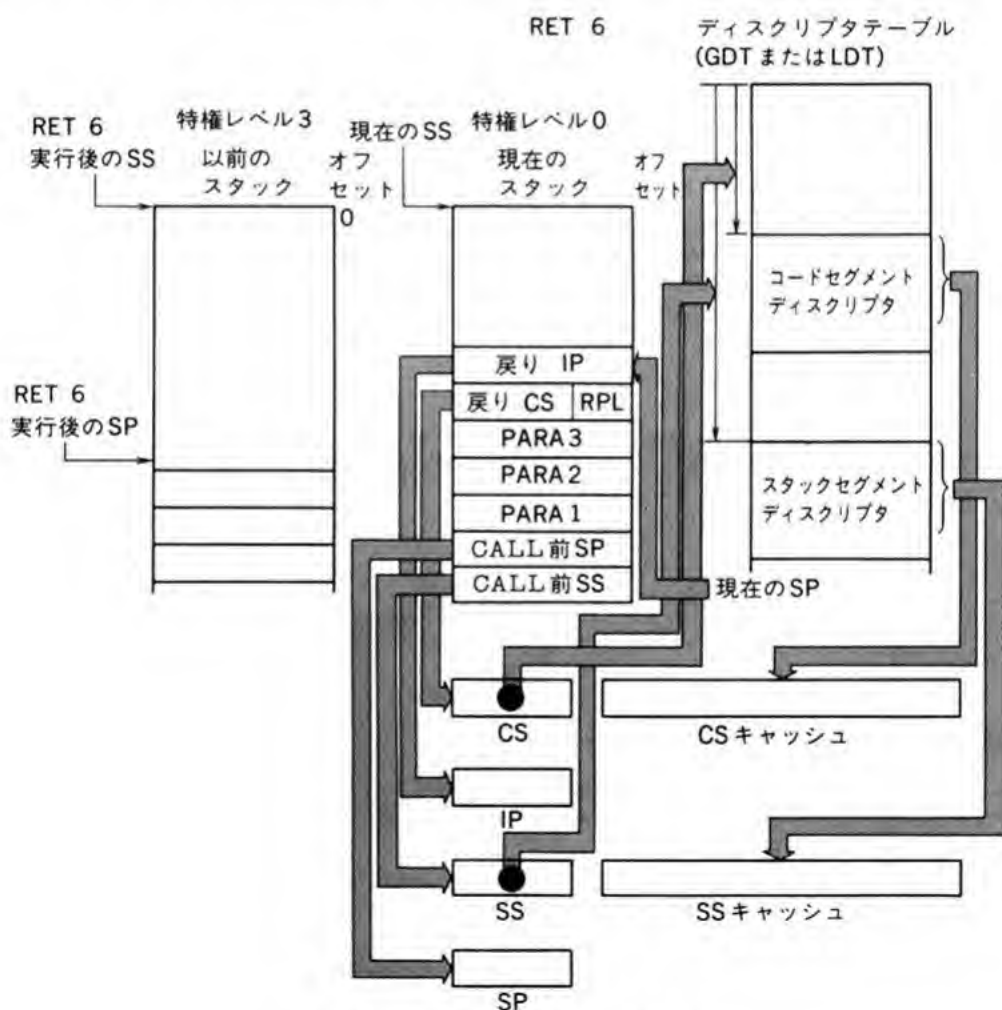 RET 6
ディスクリプタテーブル
(GDTまたはLDT)
RET 6
実行後のSS
特権レベル3
以前の
スタック
オフ
セット
0
現在のSS
特権レベル0
現在の
スタック
オフ
セット
コードセグメント
ディスクリプタ
RET 6
実行後のSP
戻り IP
戻り CS
RPL
PARA3
PARA2
PARA1
CALL前SP
CALL前SS
スタックセグメント
ディスクリプタ
現在のSP
CS
CSキャッシュ
IP
SS
SSキャッシュ
SP